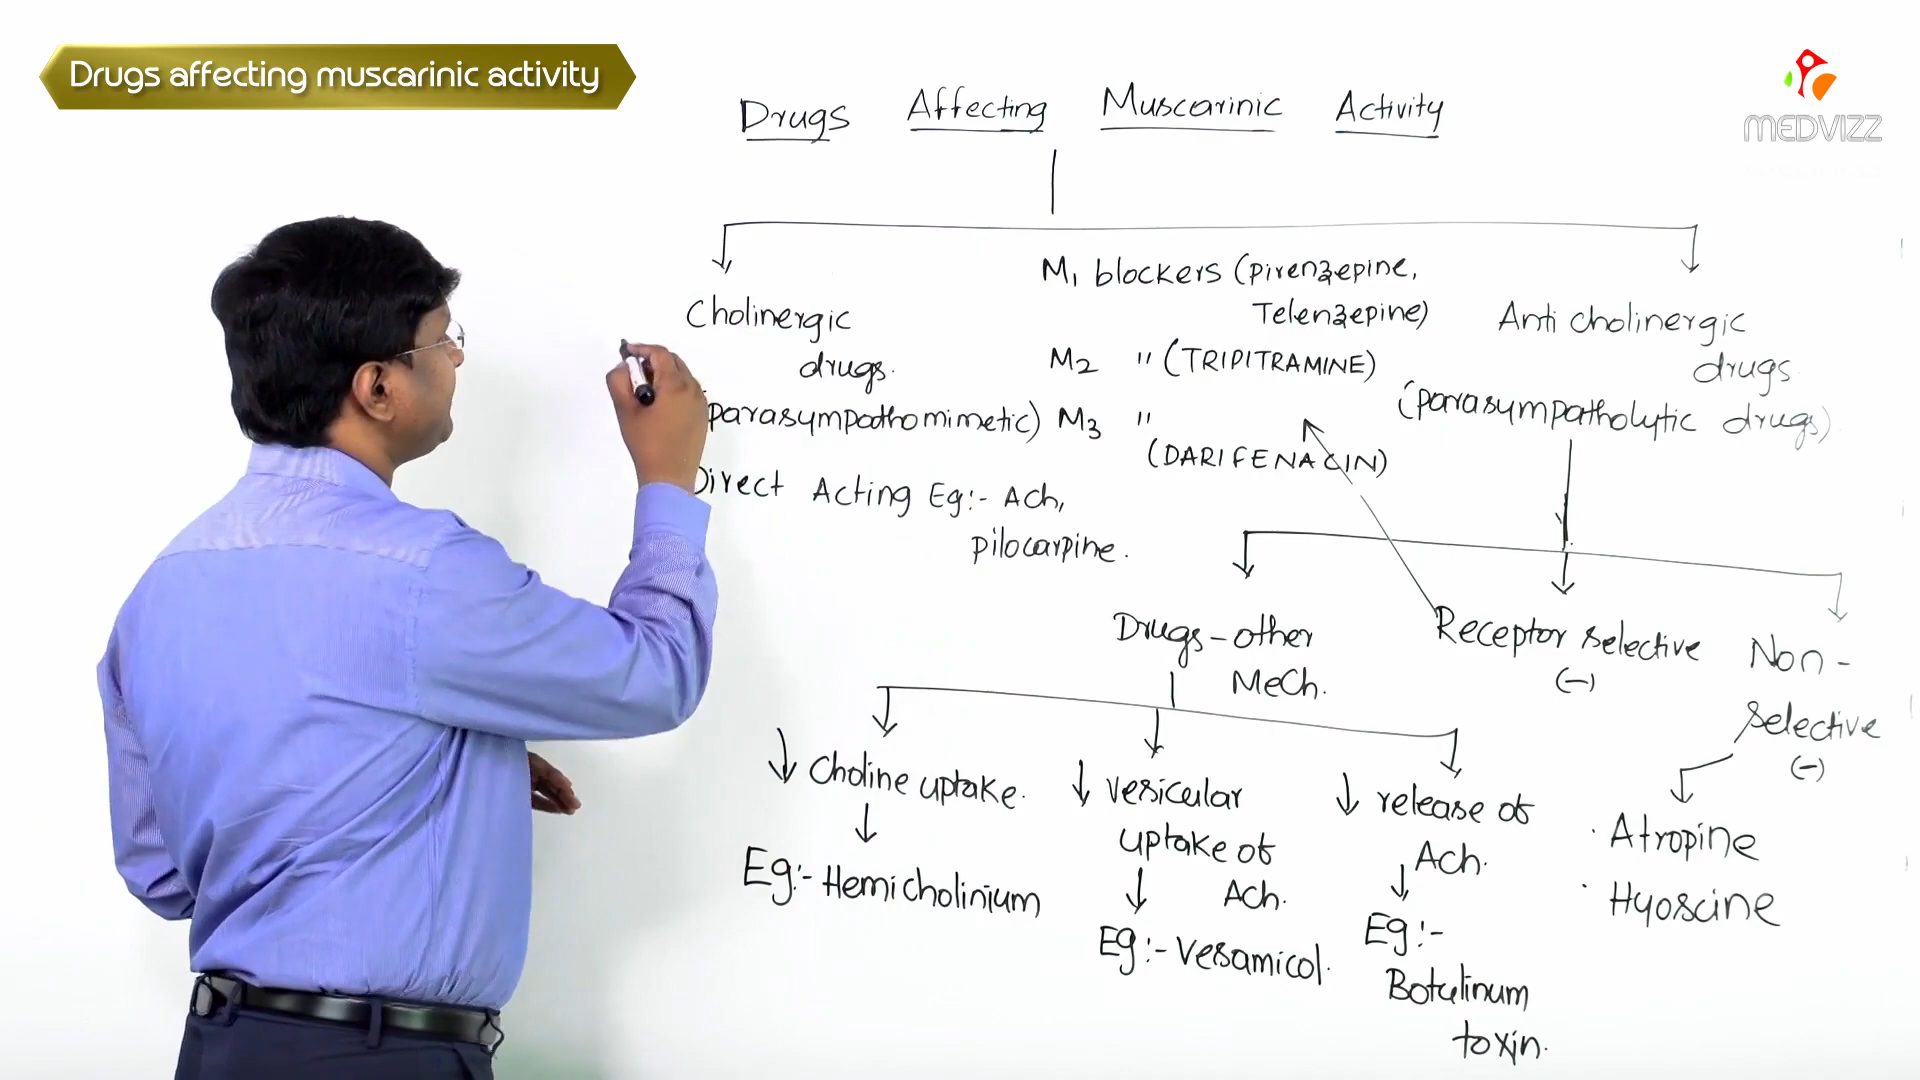 Drugs affecting muscarinic activity
MEDVIZZ
Drugs Affecting Muscarinic Activity
Cholinergic
drugs.
parasympathomimetic)
Direct Acting Eg:- Ach,
pilocarpine.
M1 blockers (pirenzepine,
Telenzepine)
M2 " (TRIPITRAMINE)
M3 "
(DARIFENACIN)
Anti cholinergic
drugs
(parasympatholytic drugs)
Drugs - other
Mech.
Receptor selective
(-)
Non -
selective
(-)
↓ Choline uptake.
Eg:- Hemicholinium
↓ vesicular
uptake of
Ach.
Eg:- Vesamicol.
↓ release of
Ach.
Eg:-
Botulinum
toxin.
· Atropine
· Hyoscine